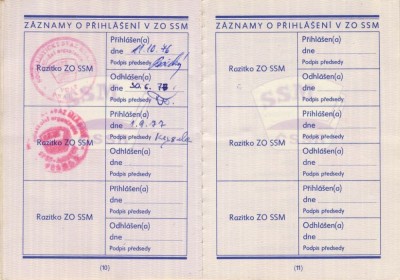 ZÁZNAMY O PŘIHLÁŠENÍ V ZO SSM
Razítko ZO SSM
Přihlášen(a)
dne 11.10.76
Podpis předsedy
Odhlášen(a)
dne 30.6.
Podpis předsedy
Razítko ZO SSM
Přihlášen(a)
dne 1.9.77
Podpis předsedy
Odhlášen(a)
dne
Podpis předsedy
Razítko ZO SSM
Přihlášen(a)
dne
Podpis předsedy
Odhlášen(a)
dne
Podpis předsedy
(10)
ZÁZNAMY O PŘIHLÁŠENÍ V ZO SSM
Razítko ZO SSM
Přihlášen(a)
dne
Podpis předsedy
Odhlášen(a)
dne
Podpis předsedy
Razítko ZO SSM
Přihlášen(a)
dne
Podpis předsedy
Odhlášen(a)
dne
Podpis předsedy
Razítko ZO SSM
Přihlášen(a)
dne
Podpis předsedy
Odhlášen(a)
dne
Podpis předsedy
(11)
SSM
SSM